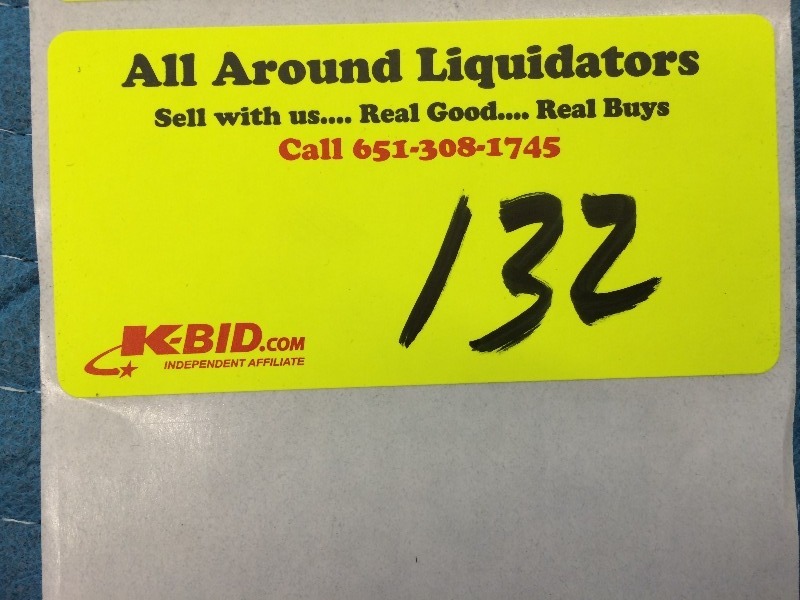 All Around Liquidators
Sell with us.... Real Good.... Real Buys
Call 651-308-1745
132
K-BID.COM
INDEPENDENT AFFILIATE